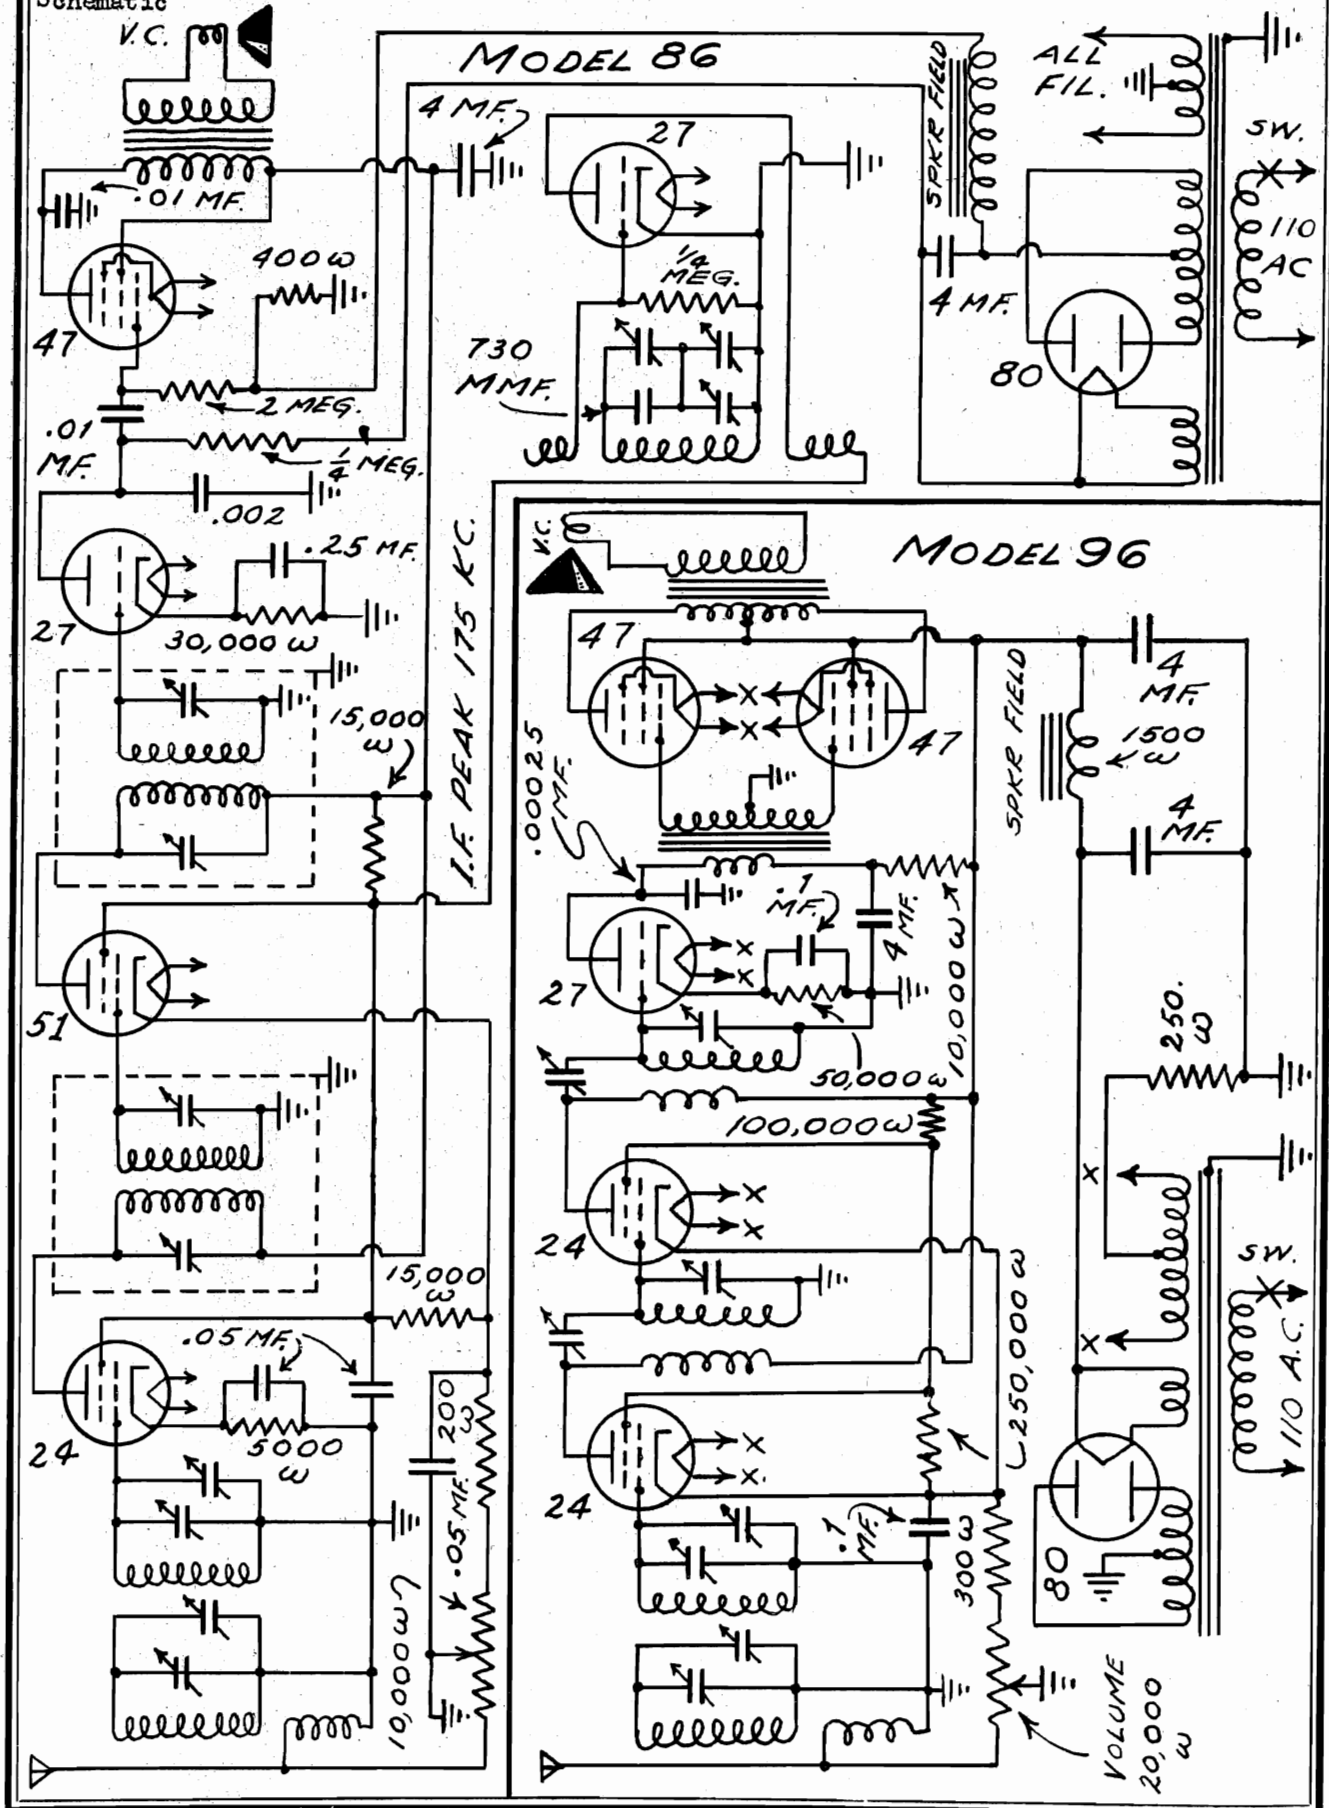 Schematic
V.C.
MODEL 86
4 MF.
27
SPKR FIELD
ALL
FIL.
SW.
110
AC
.01 MF.
400 ω
1/4
MEG.
4 MF.
47
730
MMF.
80
2 MEG.
.01
MF.
1/4 MEG.
.002
.25 MF.
27
30,000 ω
15,000
ω
I.F. PEAK 175 KC.
51
15,000
ω
.05 MF.
24
5000
ω
200
ω
.05 MF.
10,000 ω
V.C.
MODEL 96
47
47
SPKR FIELD
4
MF.
1500
ω
.00025
MF.
4
MF.
.1
MF.
4 MF.
10,000 ω
27
X
X
X
X
250.
ω
50,000 ω
100,000 ω
X
X
24
X
X
250,000 ω
SW.
110 A.C.
X
X
24
.1
MF.
300 ω
80
VOLUME
20,000
ω